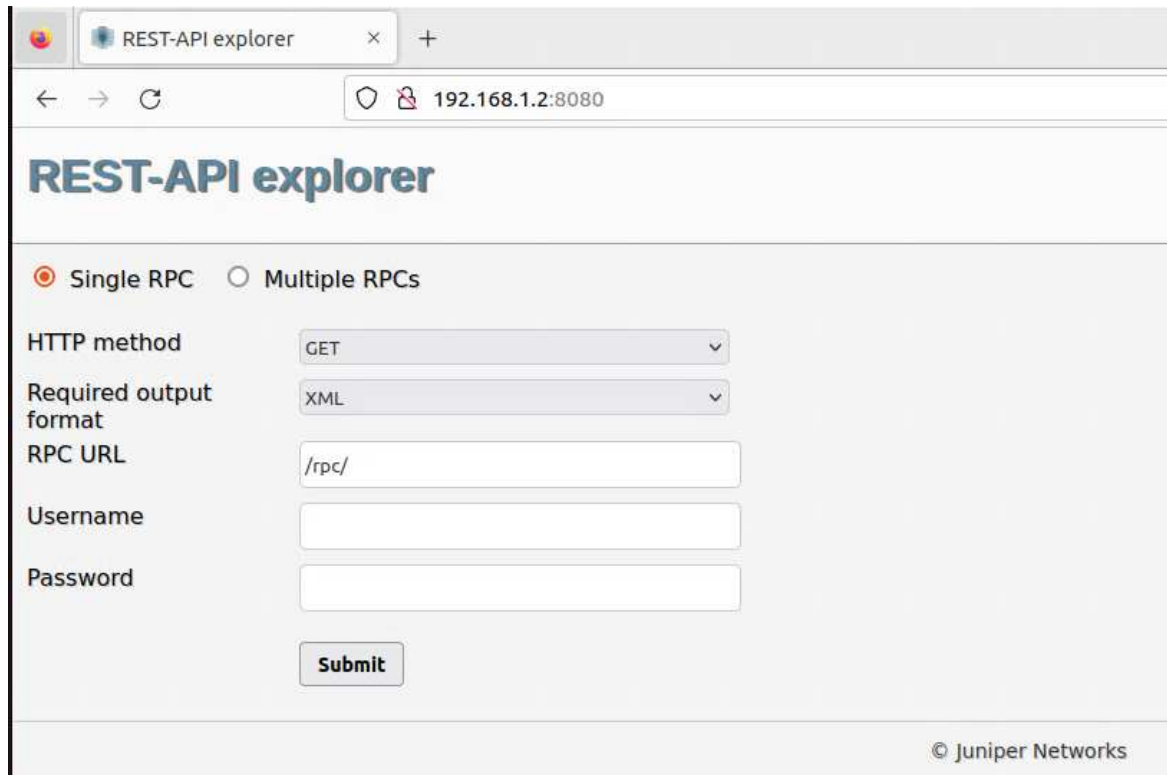 REST-API explorer
192.168.1.2:8080
REST-API explorer
Single RPC Multiple RPCs
HTTP method GET
Required output format XML
RPC URL /rpc/
Username
Password
Submit
© Juniper Networks